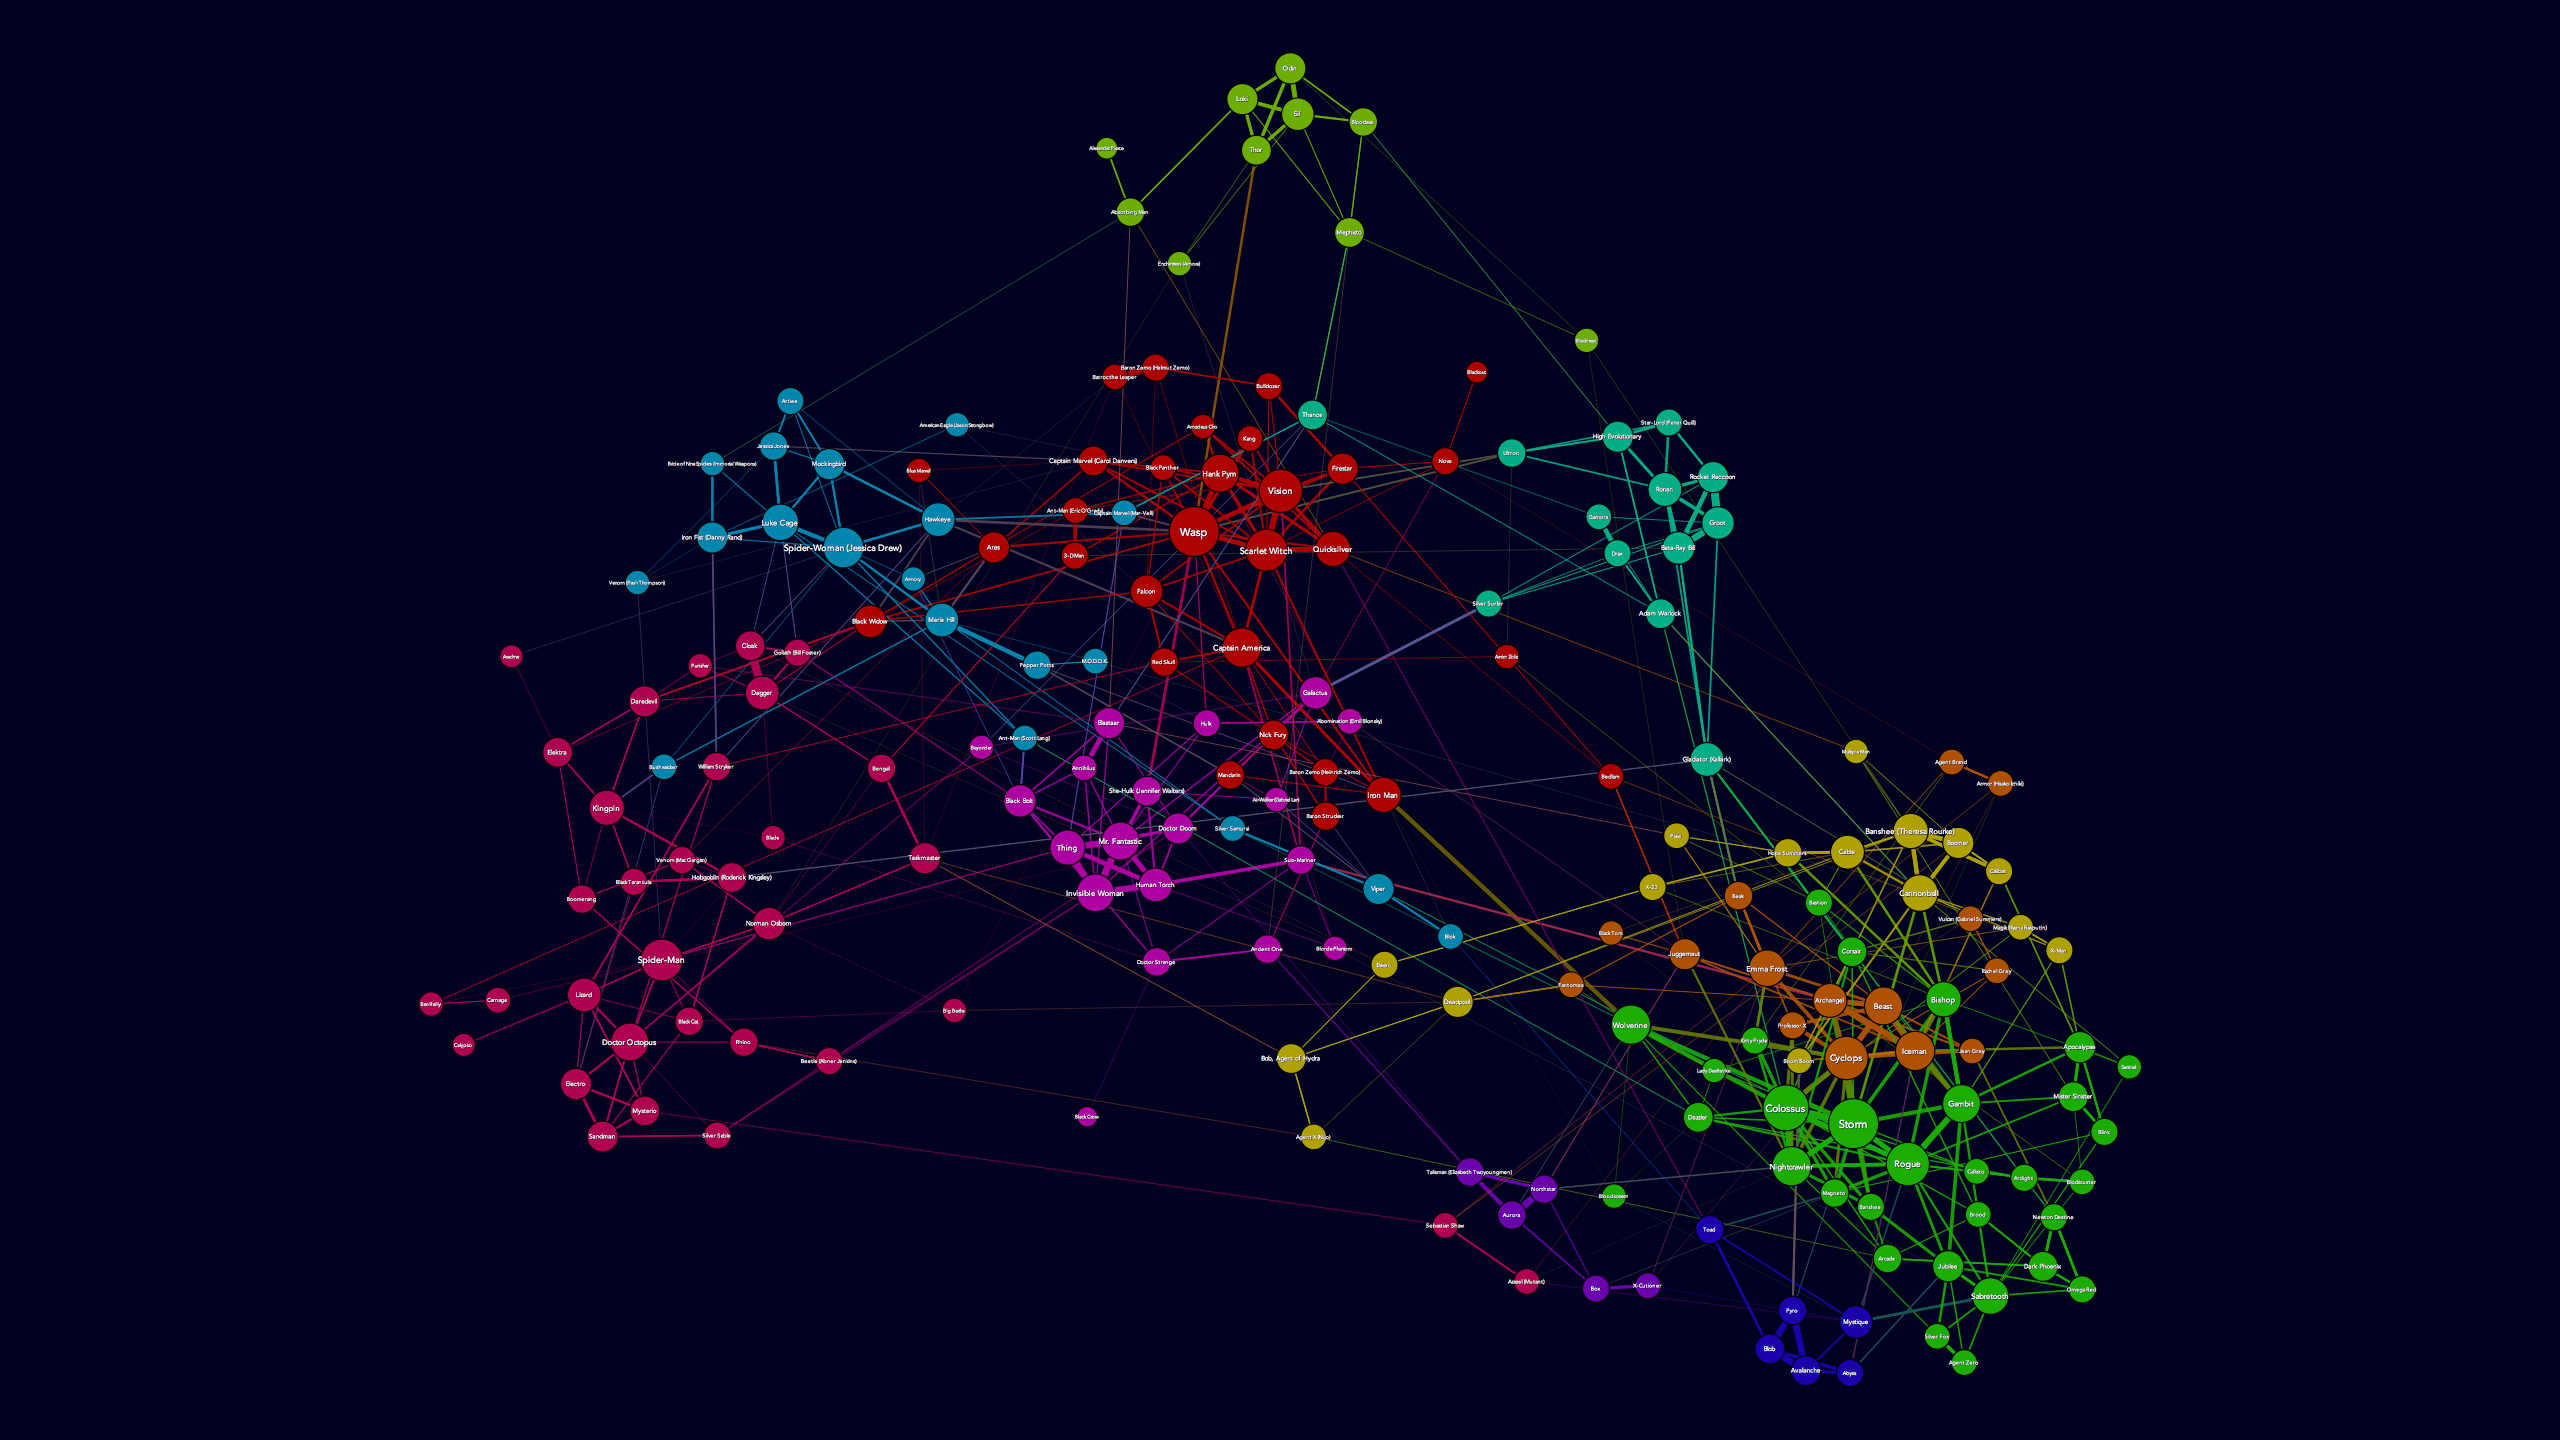 Odin
Loki
Sif
Bloodaxe
Thor
Alexander Pierce
Absorbing Man
Mephisto
Enchantress (Amora)
Blackheart
Baron Zemo (Helmut Zemo)
Batroc the Leaper
Bulldozer
Blackout
Thanos
Star-Lord (Peter Quill)
High Evolutionary
Amadeus Cho
Kang
American Eagle (Jason Strongbow)
Jessica Jones
Ultron
Captain Marvel (Carol Danvers)
Black Panther
Nova
Firestar
Mockingbird
Bride of Nine Spiders (Immortal Weapons)
Blue Marvel
Hank Pym
Rocket Raccoon
Vision
Ronan
Ant-Man (Eric O'Grady)
Captain Marvel (Mar-Vell)
Gamora
Hawkeye
Luke Cage
Groot
Wasp
Iron Fist (Danny Rand)
Spider-Woman (Jessica Drew)
Ares
3-D Man
Scarlet Witch
Quicksilver
Drax
Beta-Ray Bill
Armory
Venom (Flash Thompson)
Falcon
Silver Surfer
Adam Warlock
Black Widow
Maria Hill
Cloak
Goliath (Bill Foster)
Captain America
Arachne
Punisher
Pepper Potts
M.O.D.O.K.
Red Skull
Arnim Zola
Dagger
Galactus
Daredevil
Blastaar
Hulk
Abomination (Emil Blonsky)
Nick Fury
Ant-Man (Scott Lang)
Beyonder
Elektra
Multiple Man
Gladiator (Kallark)
Agent Brand
Bushwacker
William Stryker
Bengal
Annihilus
Mandarin
Baron Zemo (Heinrich Zemo)
Bedlam
Armor (Hisako Ichiki)
She-Hulk (Jennifer Walters)
Iron Man
Black Bolt
Air-Walker (Gabriel Lan)
Kingpin
Baron Strucker
Blade
Doctor Doom
Silver Samurai
Banshee (Theresa Rourke)
Mr. Fantastic
Thing
Boomer
Hope Summers
Cable
Taskmaster
Venom (Mac Gargan)
Sub-Mariner
Caliban
Black Tarantula
Hobgoblin (Roderick Kingsley)
Human Torch
Viper
X-23
Invisible Woman
Cannonball
Beak
Boomerang
Bastion
Norman Osborn
Vulcan (Gabriel Summers)
Magik (Illyana Rasputin)
Black Tom
Blok
Ancient One
Blonde Phantom
Corsair
X-Man
Juggernaut
Spider-Man
Doctor Strange
Emma Frost
Rachel Grey
Fantomex
Lizard
Carnage
Ben Reilly
Archangel
Bishop
Deadpool
Beast
Big Bertha
Black Cat
Wolverine
Professor X
Kitty Pryde
Doctor Octopus
Rhino
Calypso
Iceman
Jean Grey
Apocalypse
Bob, Agent of Hydra
Cyclops
Beetle (Abner Jenkins)
Boom Boom
Sentinel
Lady Deathstrike
Electro
Mister Sinister
Gambit
Mysterio
Colossus
Dazzler
Black Crow
Storm
Blink
Sandman
Silver Sable
Agent X (Nijo)
Rogue
Nightcrawler
Talisman (Elizabeth Twoyoungmen)
Callisto
Arclight
Blockbuster
Northstar
Magneto
Bloodscream
Banshee
Aurora
Brood
Newton Destine
Sebastian Shaw
Toad
Arcade
Jubilee
Dark Phoenix
Azazel (Mutant)
X-Cutioner
Box
Omega Red
Sabretooth
Pyro
Mystique
Silver Fox
Blob
Agent Zero
Avalanche
Abyss